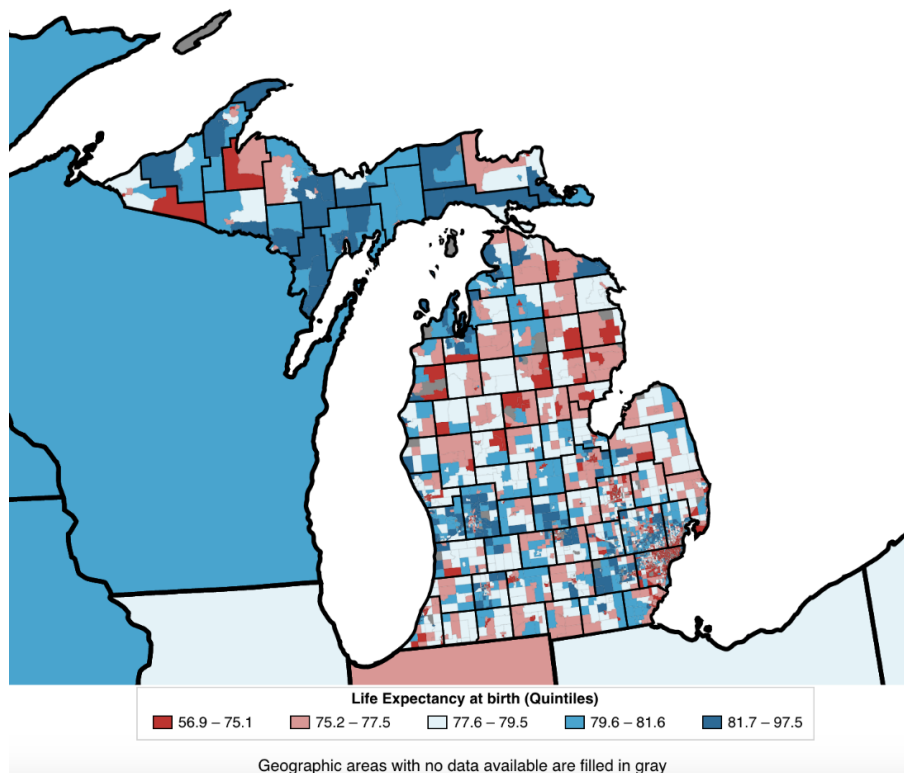 Life Expectancy at birth (Quintiles)
56.9 – 75.1 75.2 – 77.5 77.6 – 79.5 79.6 – 81.6 81.7 – 97.5
Geographic areas with no data available are filled in gray